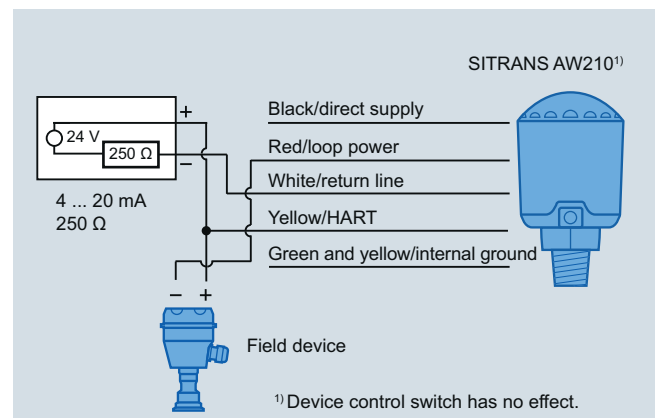 SITRANS AW210¹⁾
+
24 V
250 Ω
−
4 ... 20 mA
250 Ω
Black/direct supply
Red/loop power
White/return line
Yellow/HART
Green and yellow/internal ground
− +
Field device
¹⁾ Device control switch has no effect.